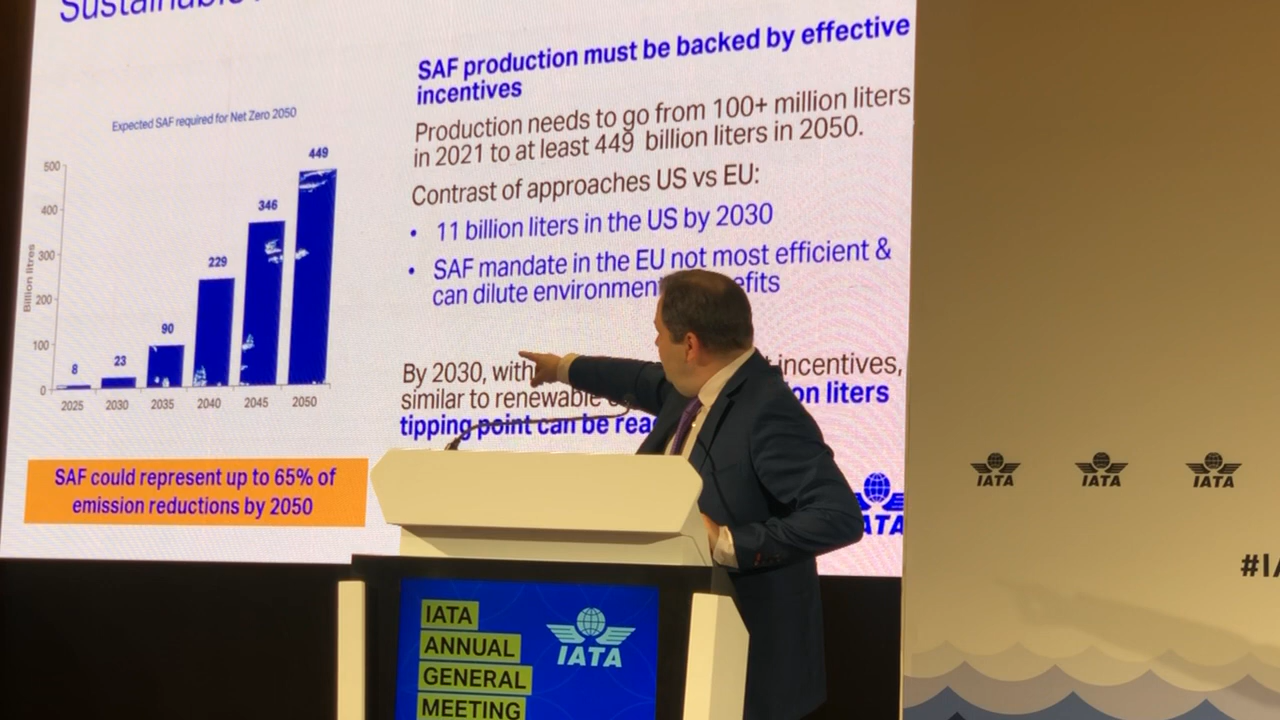 Sustainable
SAF production must be backed by effective
incentives
Expected SAF required for Net Zero 2050
Production needs to go from 100+ million liters
in 2021 to at least 449 billion liters in 2050.
Contrast of approaches US vs EU:
• 11 billion liters in the US by 2030
• SAF mandate in the EU not most efficient &
can dilute
By 2030, with incentives,
similar to renewable liters
tipping point can be
Billion litres
500
400
300
200
100
0
8
23
90
229
346
449
2025 2030 2035 2040 2045 2050
SAF could represent up to 65% of
emission reductions by 2050
IATA
IATA
ANNUAL
GENERAL
MEETING
IATA
IATA IATA IATA